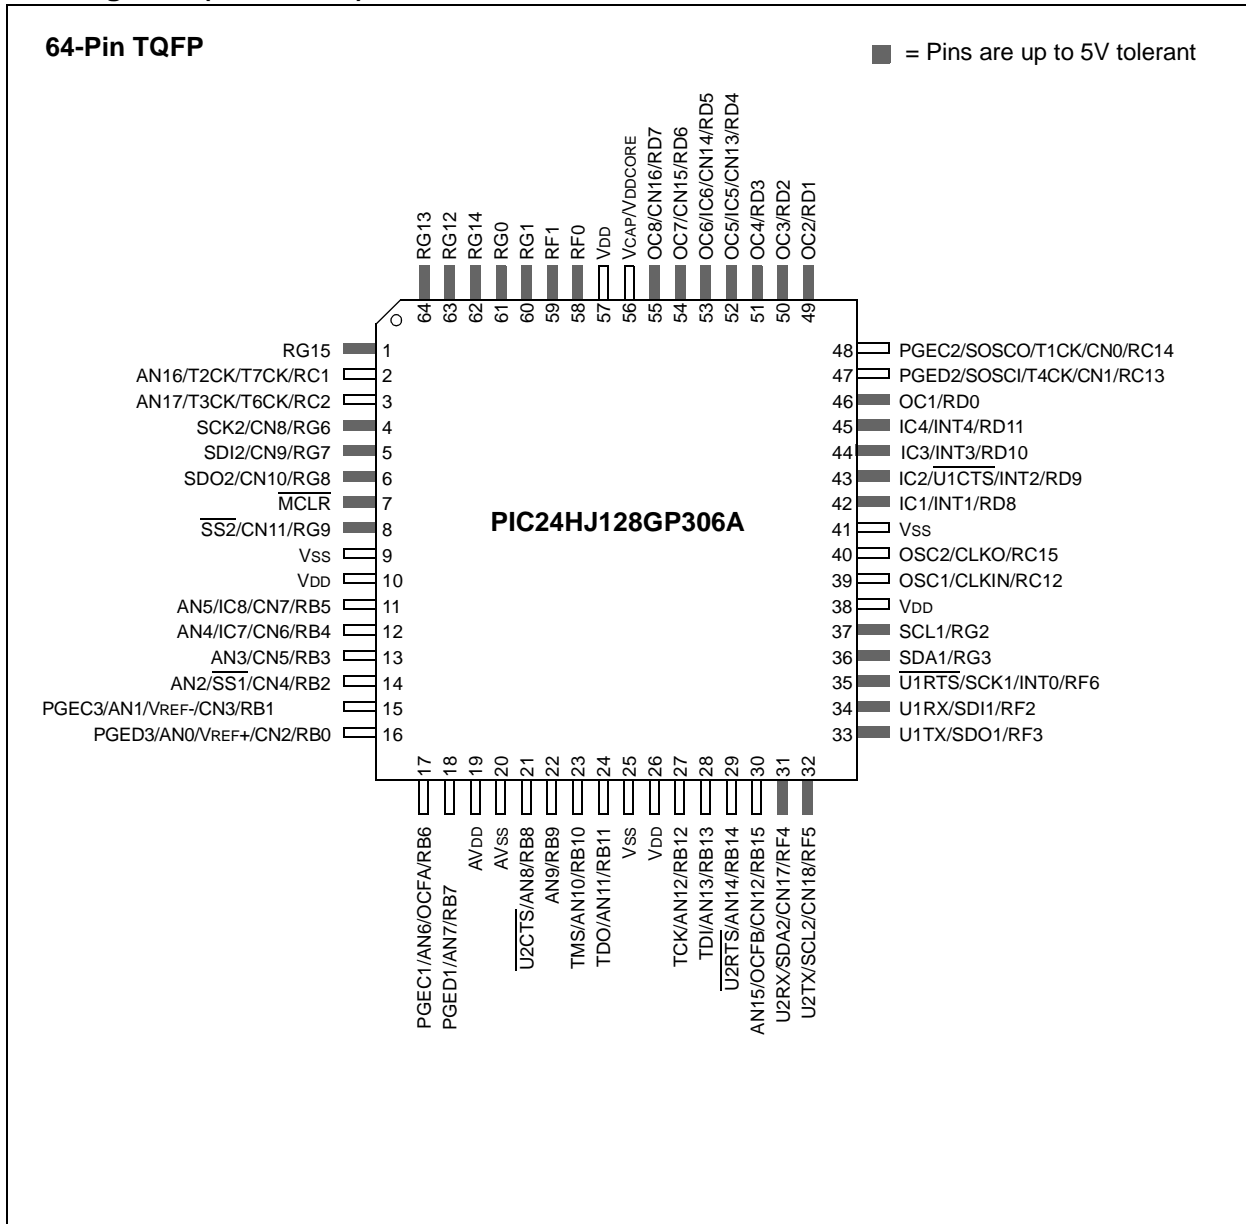 64-Pin TQFP
= Pins are up to 5V tolerant
RG13
RG12
RG14
RG0
RG1
RF1
RF0
VDD
VCAP/VDDCORE
OC8/CN16/RD7
OC7/CN15/RD6
OC6/IC6/CN14/RD5
OC5/IC5/CN13/RD4
OC4/RD3
OC3/RD2
OC2/RD1
64
63
62
61
60
59
58
57
56
55
54
53
52
51
50
49
RG15 1
AN16/T2CK/T7CK/RC1 2
AN17/T3CK/T6CK/RC2 3
SCK2/CN8/RG6 4
SDI2/CN9/RG7 5
SDO2/CN10/RG8 6
MCLR 7
SS2/CN11/RG9 8
VSS 9
VDD 10
AN5/IC8/CN7/RB5 11
AN4/IC7/CN6/RB4 12
AN3/CN5/RB3 13
AN2/SS1/CN4/RB2 14
PGEC3/AN1/VREF-/CN3/RB1 15
PGED3/AN0/VREF+/CN2/RB0 16
PIC24HJ128GP306A
48 PGEC2/SOSCO/T1CK/CN0/RC14
47 PGED2/SOSCI/T4CK/CN1/RC13
46 OC1/RD0
45 IC4/INT4/RD11
44 IC3/INT3/RD10
43 IC2/U1CTS/INT2/RD9
42 IC1/INT1/RD8
41 VSS
40 OSC2/CLKO/RC15
39 OSC1/CLKIN/RC12
38 VDD
37 SCL1/RG2
36 SDA1/RG3
35 U1RTS/SCK1/INT0/RF6
34 U1RX/SDI1/RF2
33 U1TX/SDO1/RF3
17
18
19
20
21
22
23
24
25
26
27
28
29
30
31
32
PGEC1/AN6/OCFA/RB6
PGED1/AN7/RB7
AVDD
AVSS
U2CTS/AN8/RB8
AN9/RB9
TMS/AN10/RB10
TDO/AN11/RB11
VSS
VDD
TCK/AN12/RB12
TDI/AN13/RB13
U2RTS/AN14/RB14
AN15/OCFB/CN12/RB15
U2RX/SDA2/CN17/RF4
U2TX/SCL2/CN18/RF5